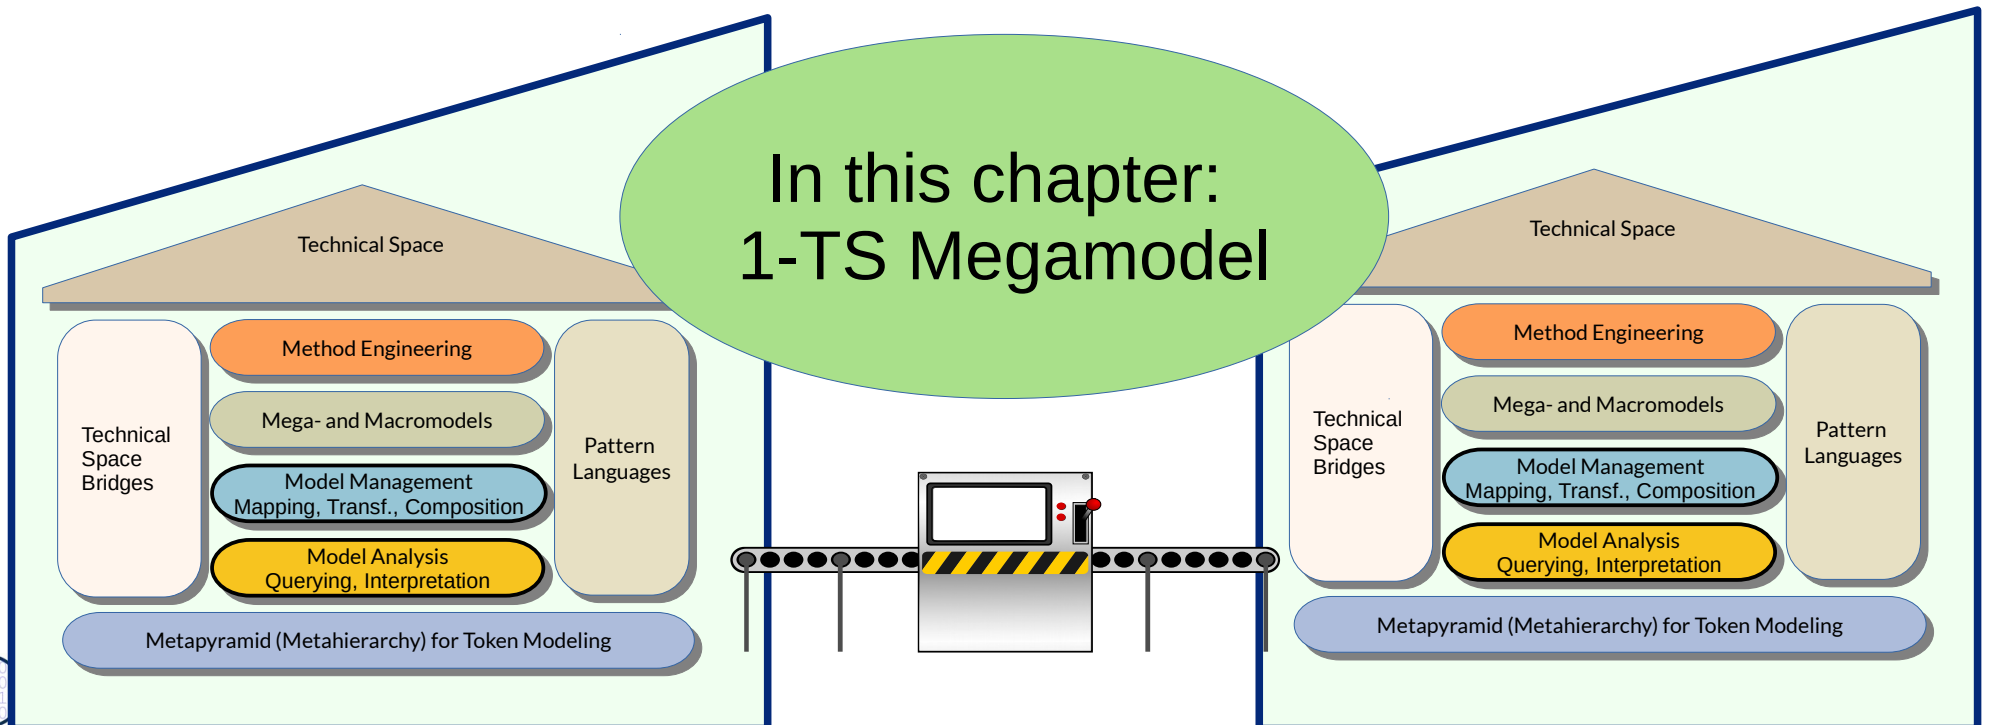 In this chapter:
1-TS Megamodel
Technical Space
Method Engineering
Mega- and Macromodels
Technical
Space
Bridges
Pattern
Languages
Model Management
Mapping, Transf., Composition
Model Analysis
Querying, Interpretation
Metapyramid (Metahierarchy) for Token Modeling
Technical Space
Method Engineering
Mega- and Macromodels
Technical
Space
Bridges
Pattern
Languages
Model Management
Mapping, Transf., Composition
Model Analysis
Querying, Interpretation
Metapyramid (Metahierarchy) for Token Modeling